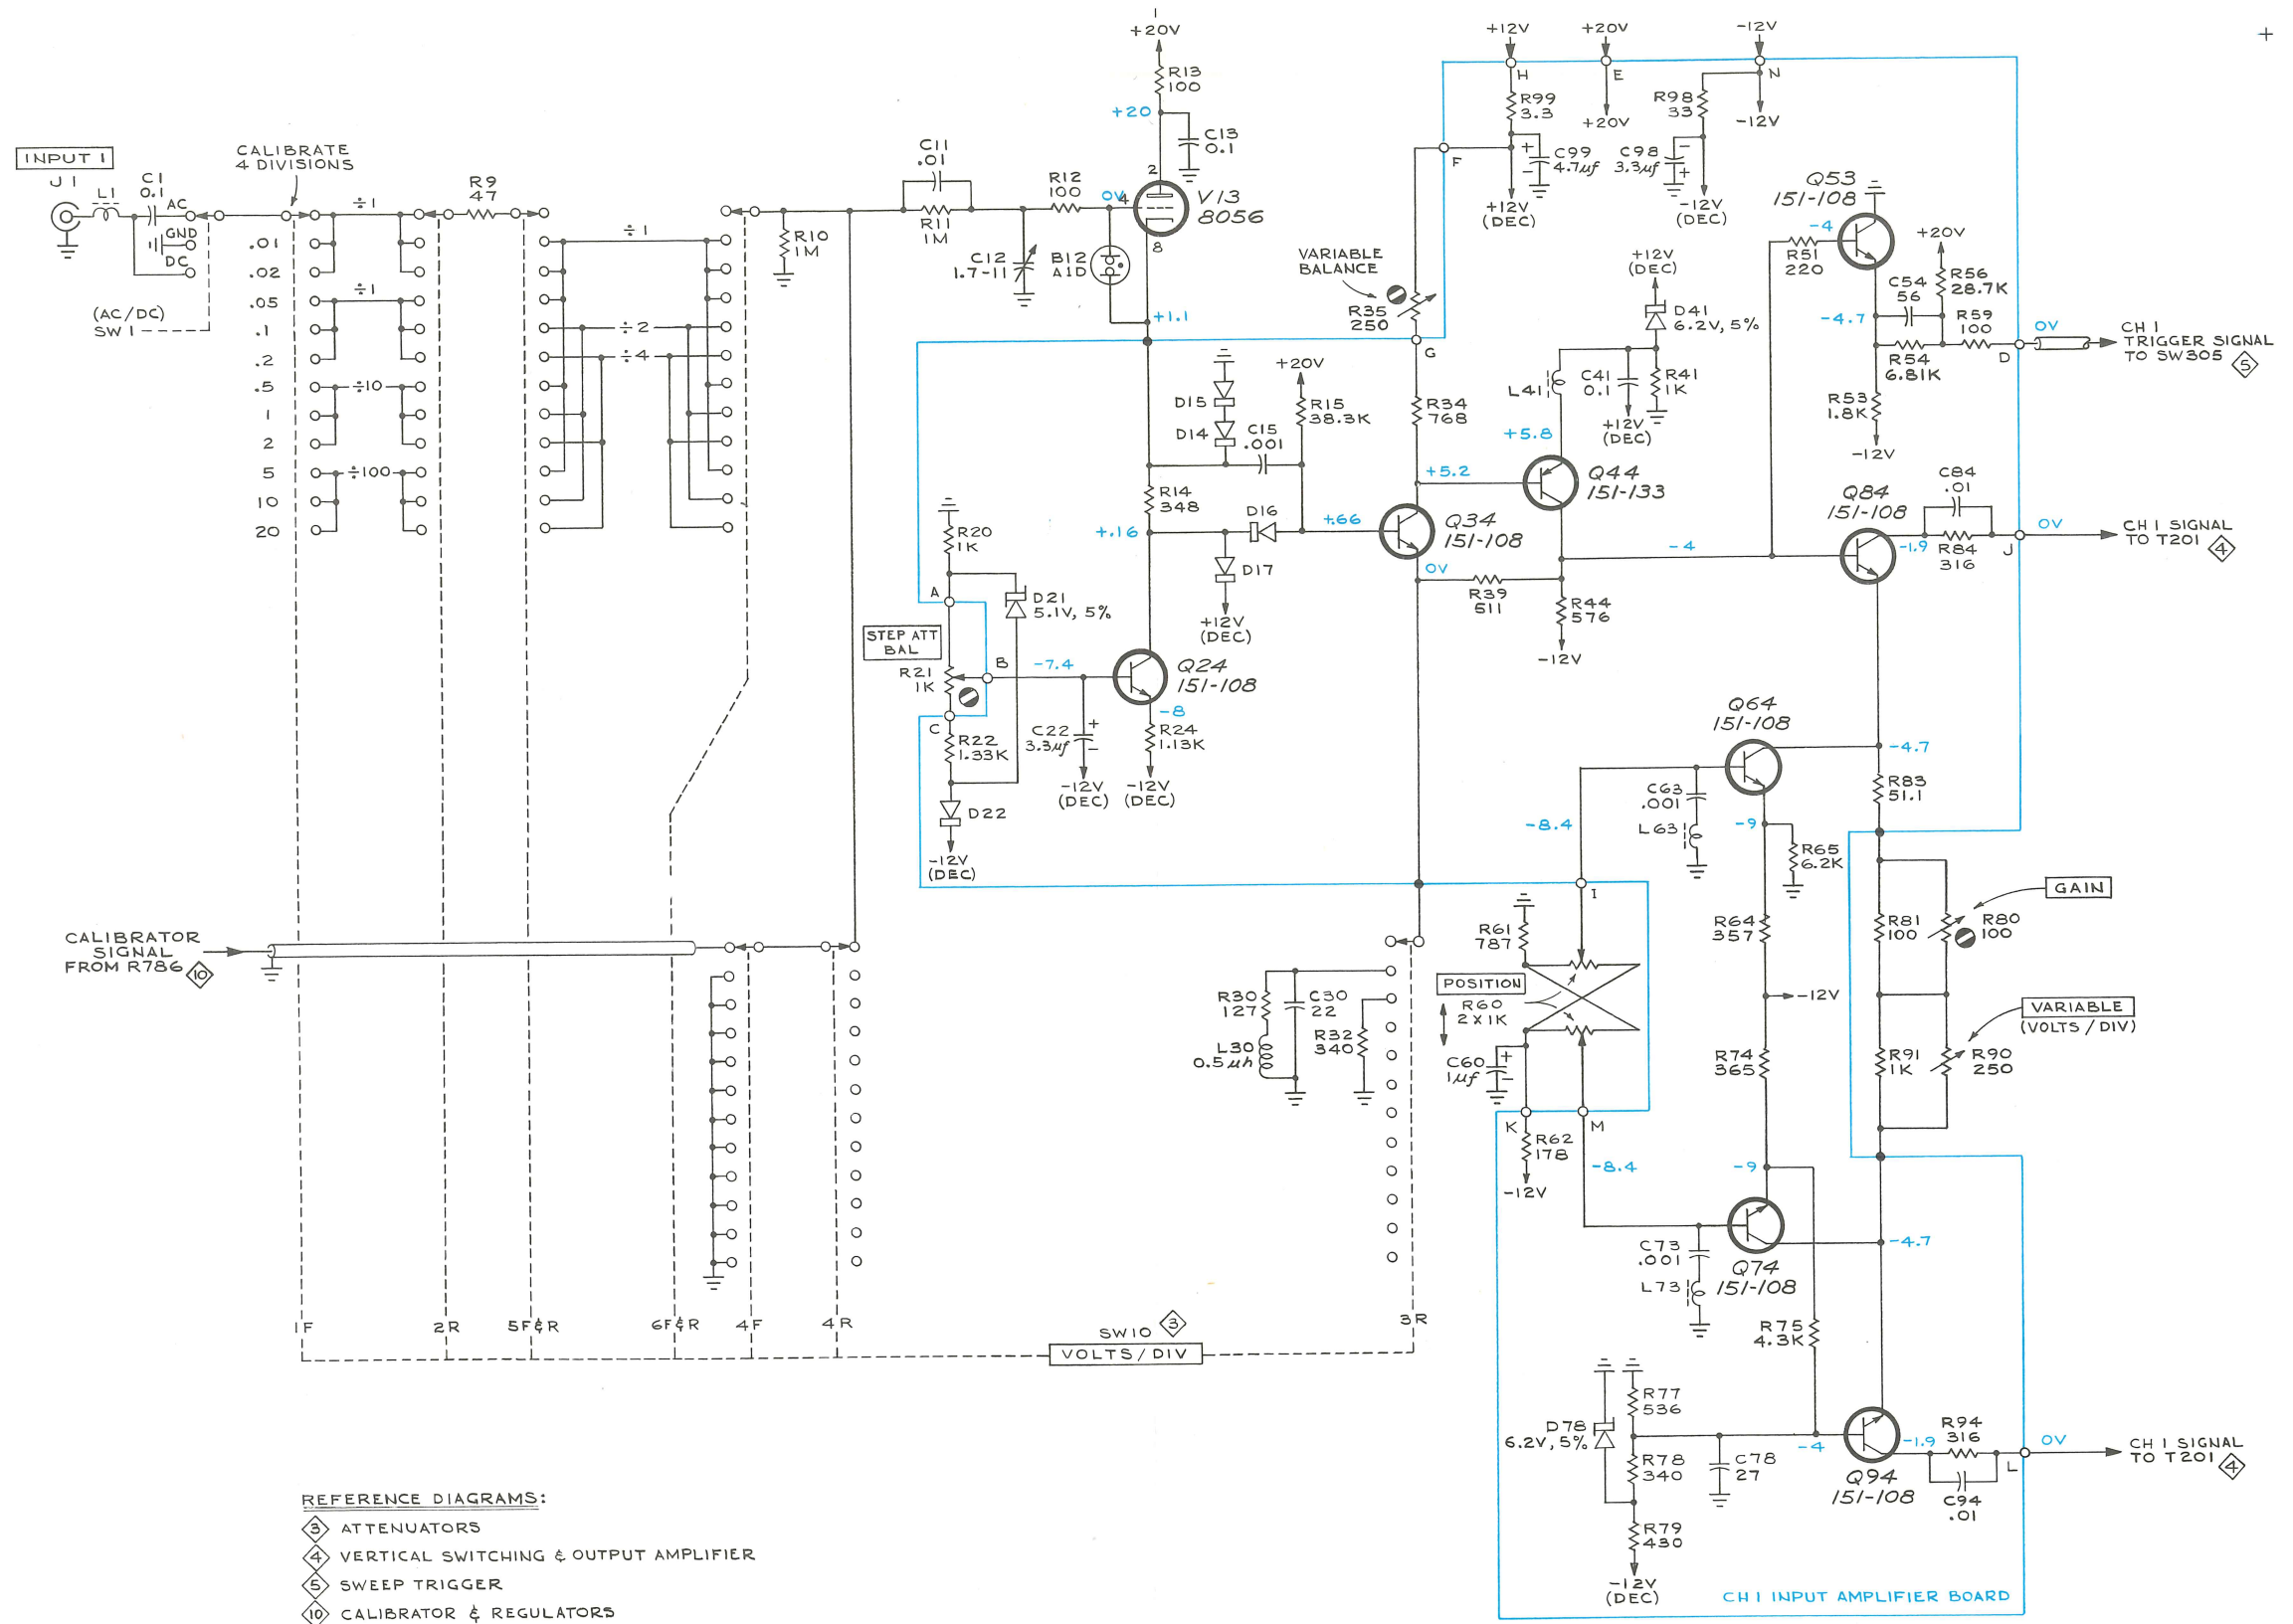 1
+20V
R13
100
+20
C13
0.1
2
V13
8056
0V
4
8
+1.1
INPUT 1
J1
L1
C1
0.1
AC
GND
DC
(AC/DC)
SW1
CALIBRATE
4 DIVISIONS
÷1
.01
.02
.05
÷1
.1
.2
.5
÷10
1
2
5
÷100
10
20
R9
47
÷1
÷2
÷4
R10
1M
C11
.01
R11
1M
C12
1.7-11
R12
100
B12
A1D
+12V
+20V
-12V
H
E
N
R99
3.3
+20V
R98
33
-12V
F
+
-
C99
4.7µf
C98
3.3µf
-
+
+12V
(DEC)
-12V
(DEC)
VARIABLE
BALANCE
R35
250
G
+12V
(DEC)
D41
6.2V, 5%
L41
C41
0.1
R41
1K
+12V
(DEC)
Q53
151-108
-4
R51
220
+20V
C54
56
R56
28.7K
-4.7
R59
100
0V
D
R54
6.81K
R53
1.8K
-12V
CH 1
TRIGGER SIGNAL
TO SW305
5
D15
D14
+20V
R15
38.3K
C15
.001
R34
768
+5.8
+5.2
Q44
151-133
R14
348
+.16
D16
+.66
Q34
151-108
D17
+12V
(DEC)
0V
R39
511
R44
576
-12V
-4
Q84
151-108
C84
.01
-1.9
R84
316
J
0V
CH 1 SIGNAL
TO T201
4
R20
1K
A
D21
5.1V, 5%
STEP ATT
BAL
R21
1K
B
-7.4
Q24
151-108
-8
C
R22
1.33K
C22
3.3µf
+
-
R24
1.13K
-12V
(DEC)
-12V
(DEC)
D22
-12V
(DEC)
Q64
151-108
-4.7
C63
.001
L63
-8.4
-9
R65
6.2K
R83
51.1
I
GAIN
R61
787
R64
357
R81
100
R80
100
POSITION
R60
2 X 1K
-12V
VARIABLE
(VOLTS / DIV)
C60
1µf
+
-
R74
365
R91
1K
R90
250
K
M
R62
178
-12V
-8.4
-9
-4.7
C73
.001
L73
Q74
151-108
R75
4.3K
CALIBRATOR
SIGNAL
FROM R786
10
R30
127
C30
22
L30
0.5µh
R32
340
1F
2R
5F&R
6F&R
4F
4R
3R
SW10
3
VOLTS / DIV
R77
536
D78
6.2V, 5%
R78
340
C78
27
R79
430
-12V
(DEC)
-4
Q94
151-108
-1.9
R94
316
C94
.01
L
0V
CH 1 SIGNAL
TO T201
4
CH 1 INPUT AMPLIFIER BOARD
REFERENCE DIAGRAMS:
3 ATTENUATORS
4 VERTICAL SWITCHING & OUTPUT AMPLIFIER
5 SWEEP TRIGGER
10 CALIBRATOR & REGULATORS